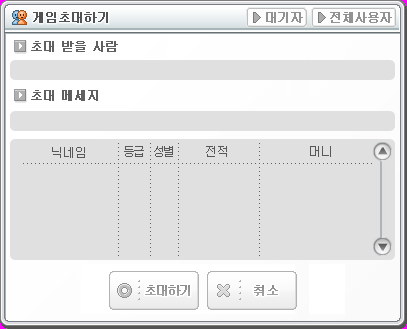 게임초대하기 대기자 전체사용자
초대 받을 사람
초대 메세지
닉네임 등급 성별 전적 머니
초대하기 취소